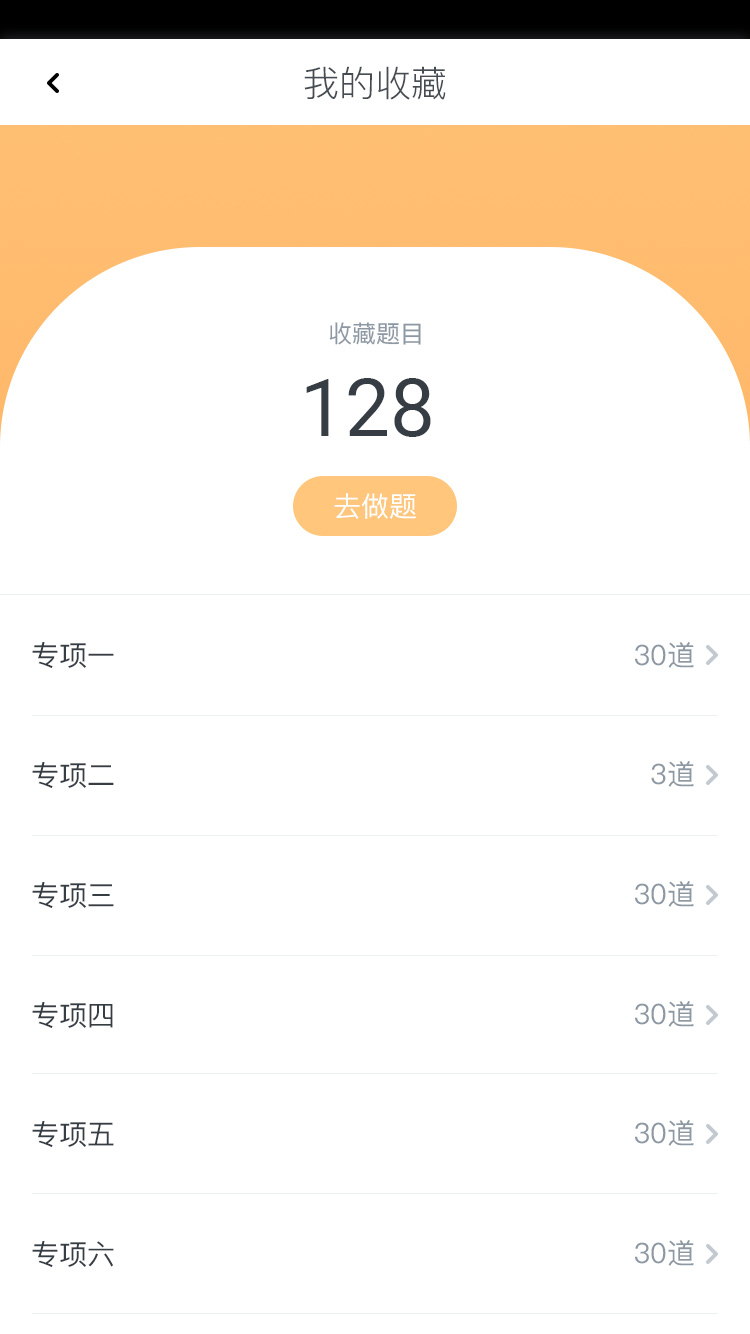 我的收藏
收藏题目
128
去做题
专项一 30道
专项二 3道
专项三 30道
专项四 30道
专项五 30道
专项六 30道